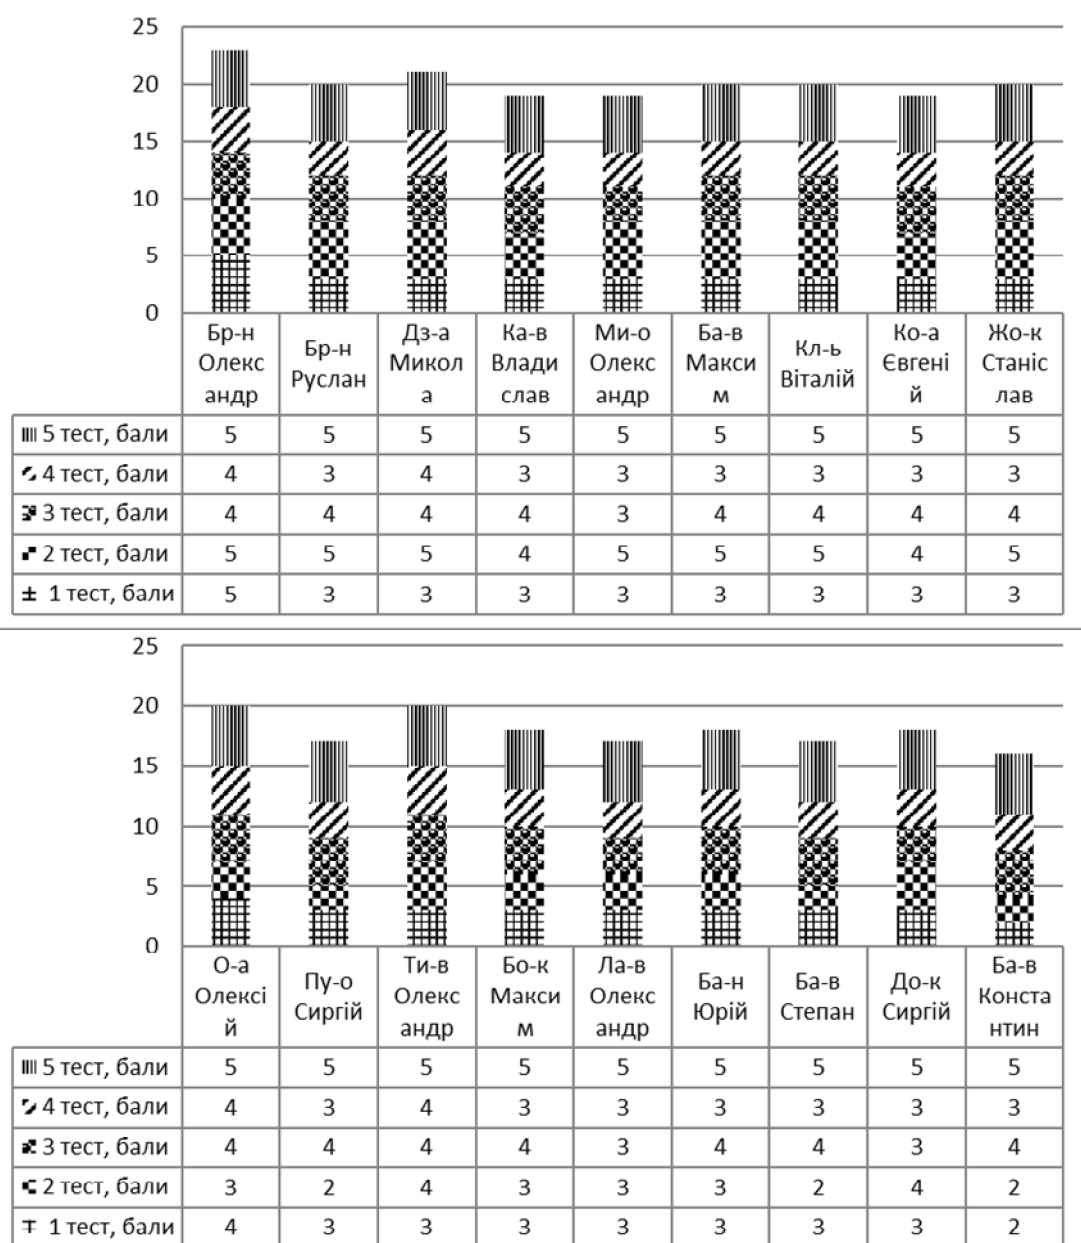 25
20
15
10
5
0
Бр-н
Олекс
андр
Бр-н
Руслан
Дз-а
Микол
а
Ка-в
Влади
слав
Ми-о
Олекс
андр
Ба-в
Макси
м
Кл-ь
Віталій
Ко-а
Євгені
й
Жо-к
Станіс
лав
5 тест, бали 5 5 5 5 5 5 5 5 5
4 тест, бали 4 3 4 3 3 3 3 3 3
3 тест, бали 4 4 4 4 3 4 4 4 4
2 тест, бали 5 5 5 4 5 5 5 4 5
1 тест, бали 5 3 3 3 3 3 3 3 3
25
20
15
10
5
0
О-а
Олексі
й
Пу-о
Сиргій
Ти-в
Олекс
андр
Бо-к
Макси
м
Ла-в
Олекс
андр
Ба-н
Юрій
Ба-в
Степан
До-к
Сиргій
Ба-в
Конста
нтин
5 тест, бали 5 5 5 5 5 5 5 5 5
4 тест, бали 4 3 4 3 3 3 3 3 3
3 тест, бали 4 4 4 4 3 4 4 3 4
2 тест, бали 3 2 4 3 3 3 2 4 2
1 тест, бали 4 3 3 3 3 3 3 3 2